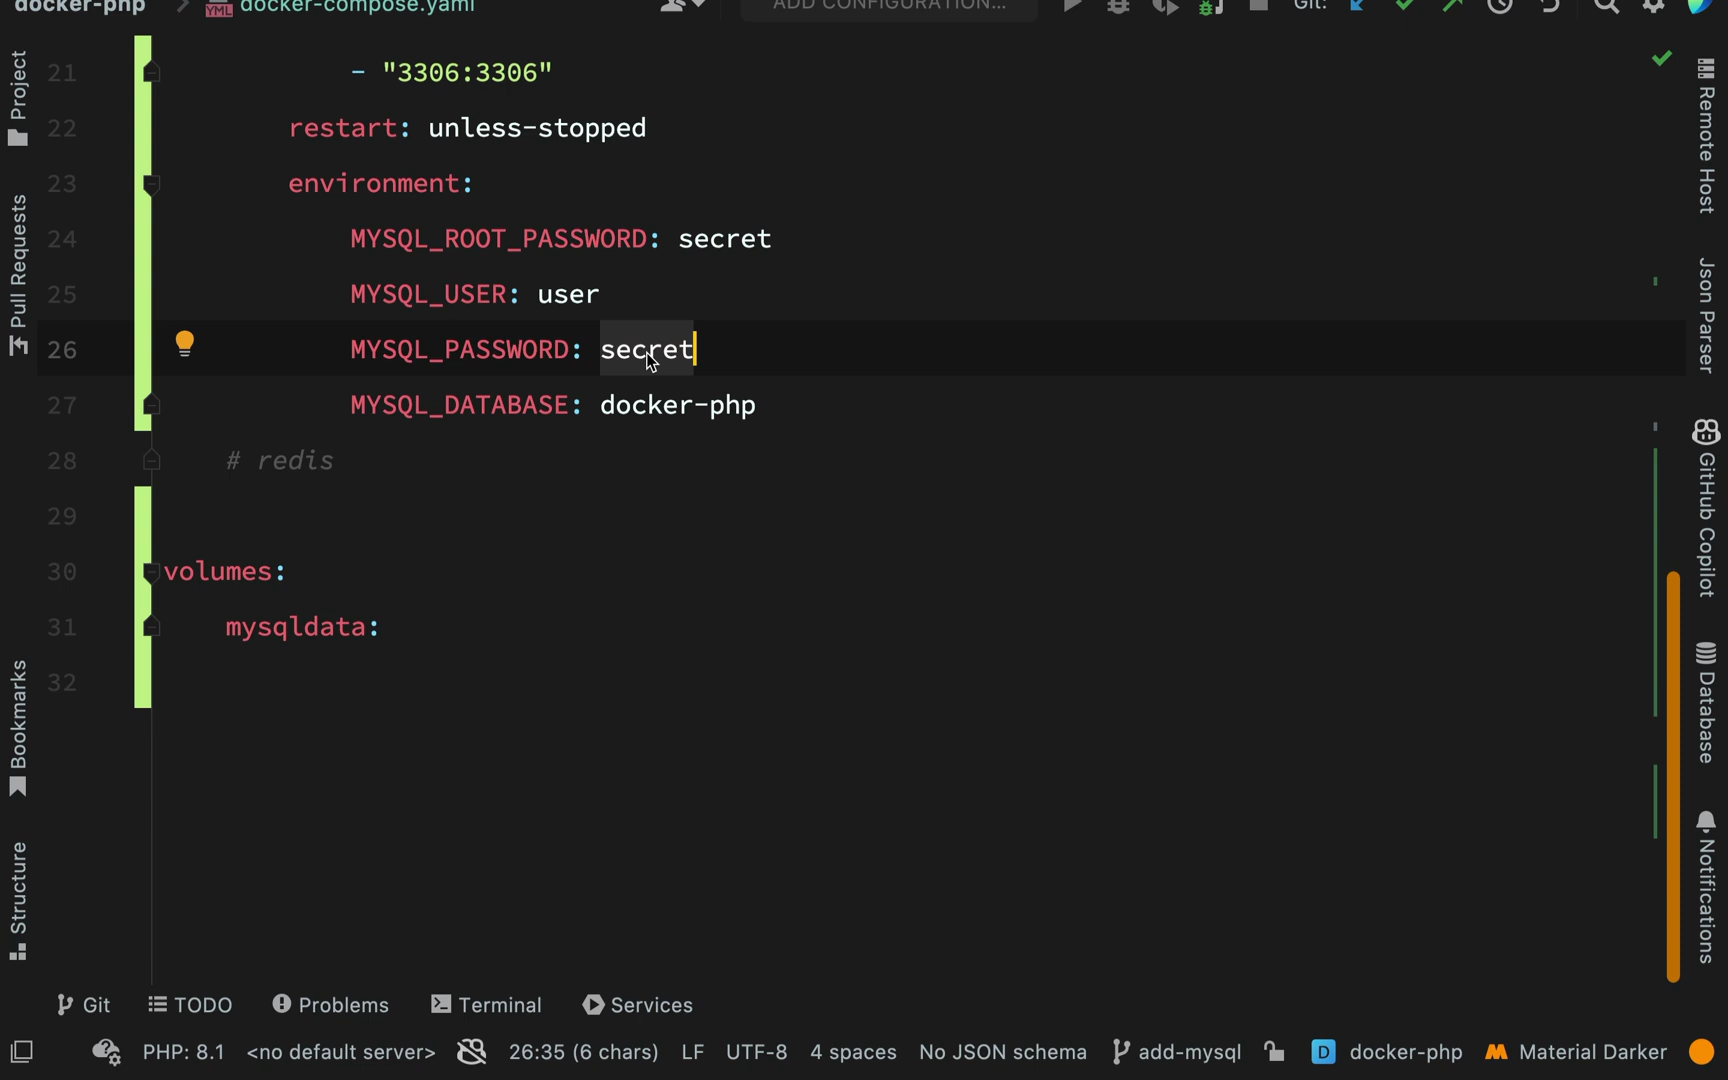 docker-php
docker-compose.yaml
ADD CONFIGURATION...
Git:
Project
Pull Requests
Bookmarks
Structure
21 - "3306:3306"
22 restart: unless-stopped
23 environment:
24 MYSQL_ROOT_PASSWORD: secret
25 MYSQL_USER: user
26 MYSQL_PASSWORD: secret
27 MYSQL_DATABASE: docker-php
28 # redis
29
30 volumes:
31 mysqldata:
32
Remote Host
Json Parser
GitHub Copilot
Database
Notifications
Git TODO Problems Terminal Services
PHP: 8.1 <no default server> 26:35 (6 chars) LF UTF-8 4 spaces No JSON schema add-mysql D docker-php Material Darker